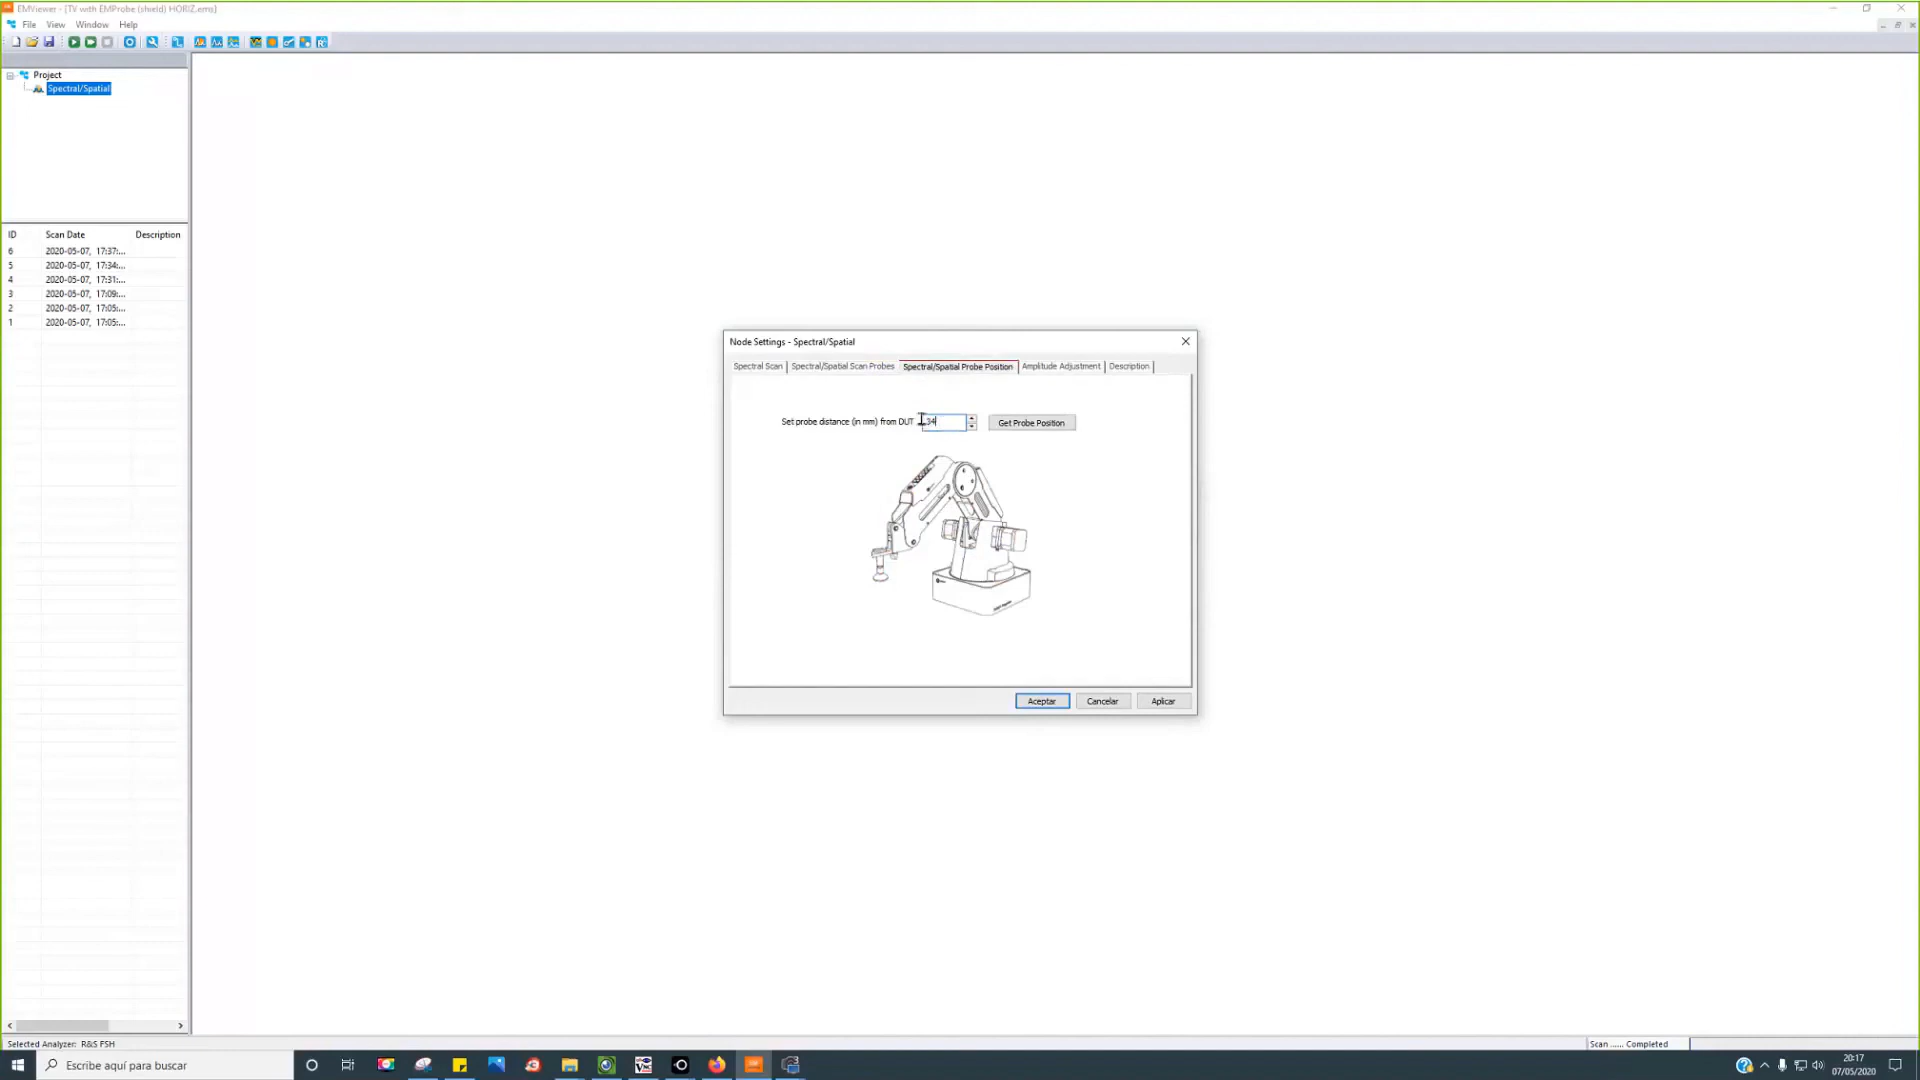 EMViewer - [TV with EMProbe (shield) HORIZ.ems]
File View Window Help
Project
Spectral/Spatial
ID Scan Date Description
6 2020-05-07, 17:37:...
5 2020-05-07, 17:34:...
4 2020-05-07, 17:31:...
3 2020-05-07, 17:09:...
2 2020-05-07, 17:05:...
1 2020-05-07, 17:05:...
Node Settings - Spectral/Spatial
Spectral Scan Spectral/Spatial Scan Probes Spectral/Spatial Probe Position Amplitude Adjustment Description
Set probe distance (in mm) from DUT 34 Get Probe Position
Aceptar Cancelar Aplicar
Selected Analyzer: R&S FSH
Scan ...... Completed
Escribe aquí para buscar
20:17
07/05/2020